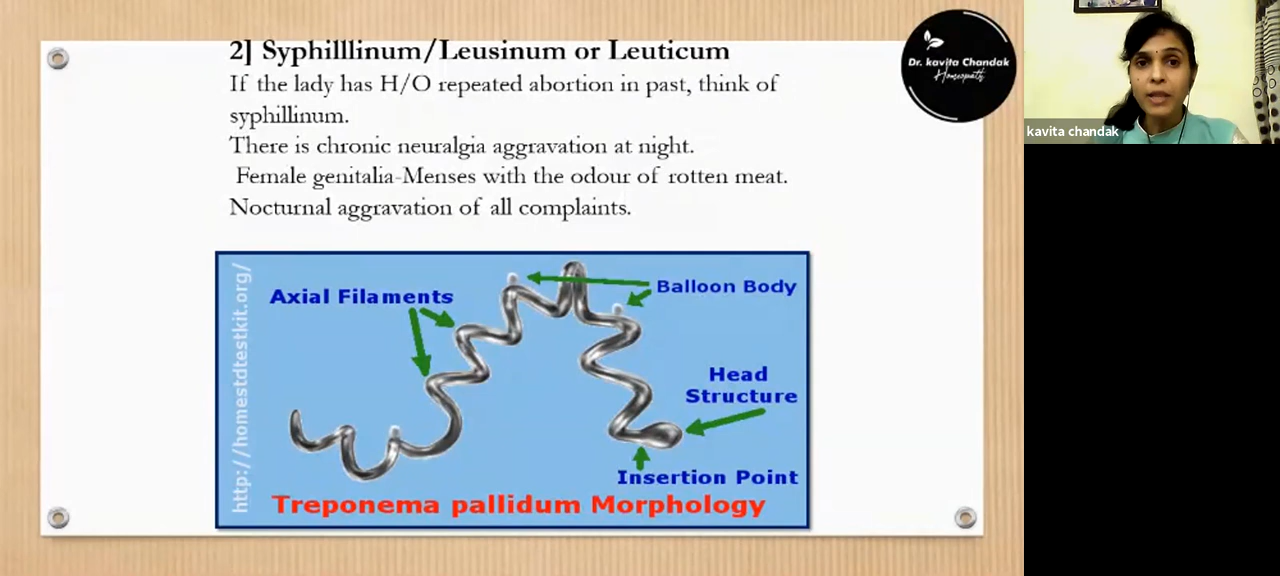 2] Syphilllinum/Leusinum or Leuticum
If the lady has H/O repeated abortion in past, think of
syphillinum.
There is chronic neuralgia aggravation at night.
Female genitalia-Menses with the odour of rotten meat.
Nocturnal aggravation of all complaints.
Dr. kavita Chandak
Homeopath
kavita chandak
http://homestdtestkit.org/
Axial Filaments
Balloon Body
Head
Structure
Insertion Point
Treponema pallidum Morphology